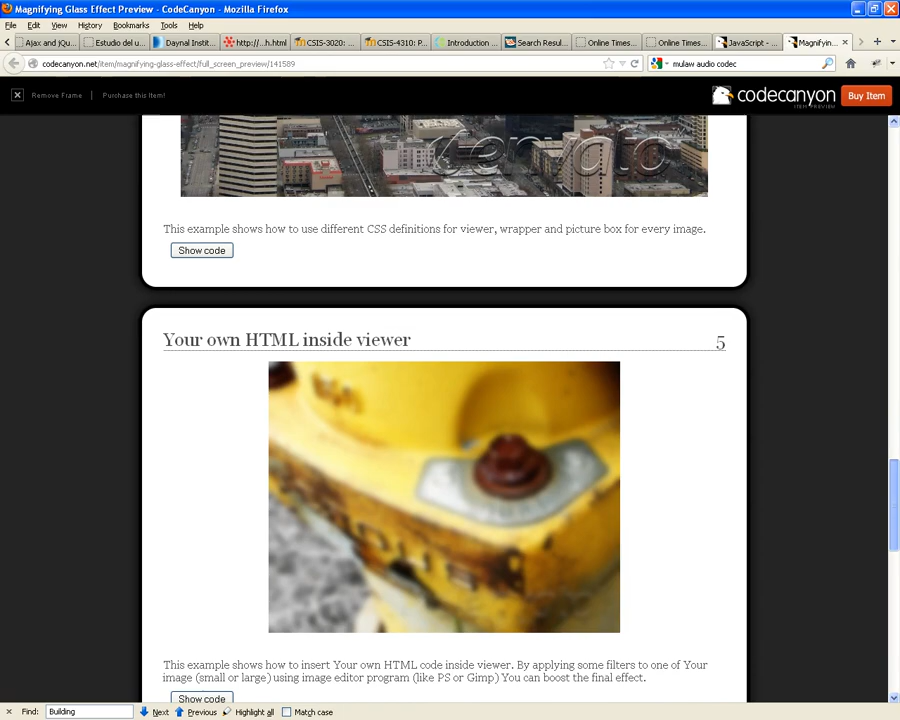 Magnifying Glass Effect Preview - CodeCanyon - Mozilla Firefox
File Edit View History Bookmarks Tools Help
Ajax and jQu... Estudio del u... Daynal Instit... http://...h.html CSIS-3020: ... CSIS-4310: P... Introduction ... Search Resul... Online Times... Online Times... JavaScript - ... Magnifyin...
codecanyon.net/item/magnifying-glass-effect/full_screen_preview/141589 mulaw audio codec
Remove Frame | Purchase this Item! codecanyon Buy Item
ITEM PREVIEW
envato
This example shows how to use different CSS definitions for viewer, wrapper and picture box for every image.
Show code
Your own HTML inside viewer 5
This example shows how to insert Your own HTML code inside viewer. By applying some filters to one of Your
image (small or large) using image editor program (like PS or Gimp) You can boost the final effect.
Show code
Find: Building Next Previous Highlight all Match case